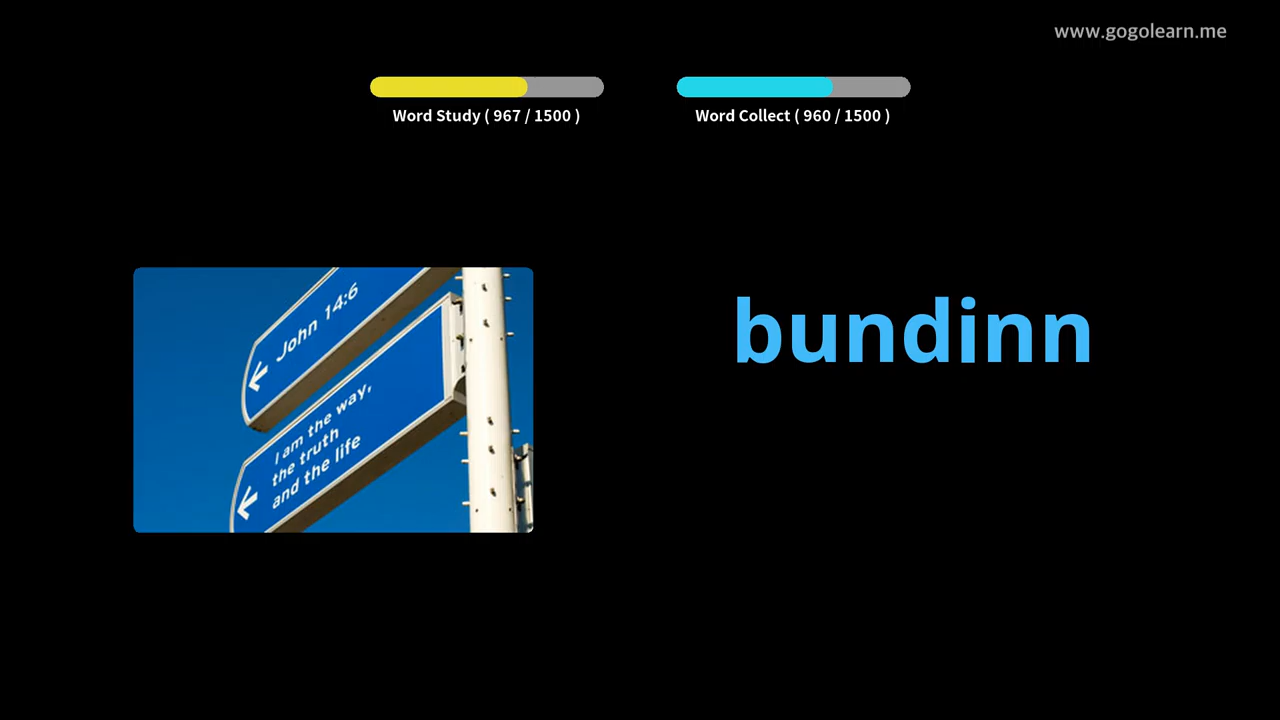 www.gogolearn.me
Word Study ( 967 / 1500 )
Word Collect ( 960 / 1500 )
John 14:6
I am the way,
the truth
and the life
bundinn